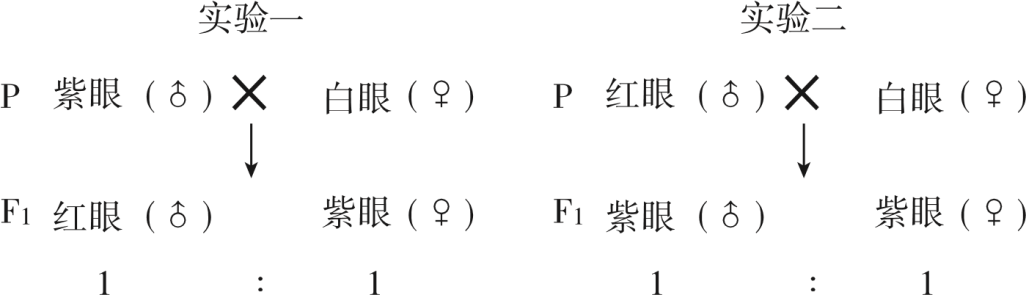 实验一 实验二
P 紫眼（♂）× 白眼（♀） P 红眼（♂）× 白眼（♀）
F1 红眼（♂） 紫眼（♀） F1 紫眼（♂） 紫眼（♀）
1 : 1 1 : 1